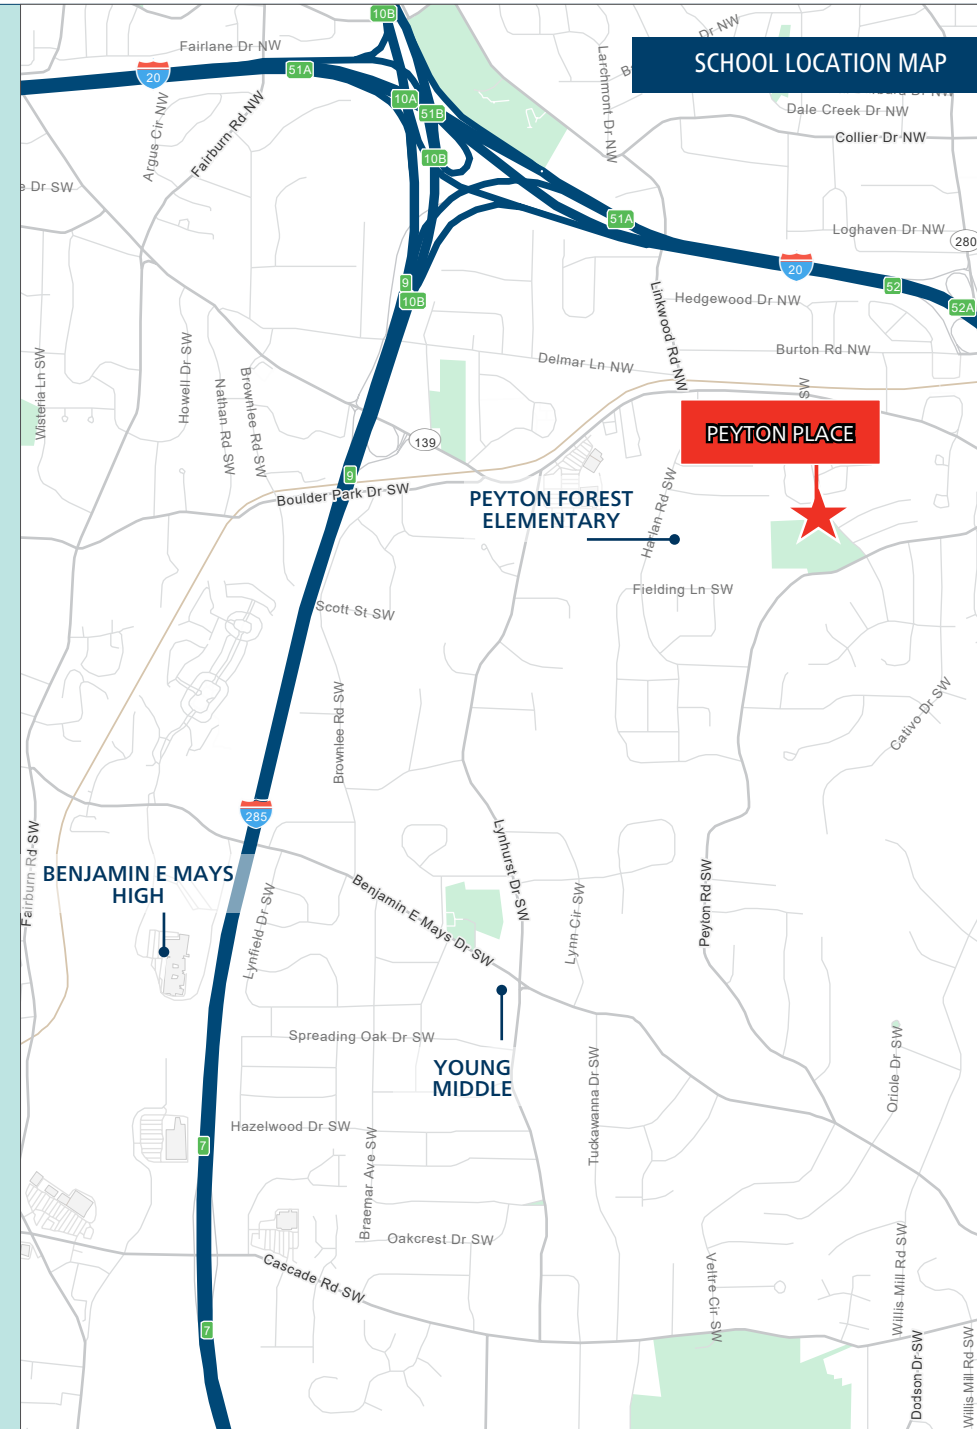 10B
Dr NW
Fairlane Dr NW
SCHOOL LOCATION MAP
20
51A
10A
51B
Larchmont Dr NW
Dale Creek Dr NW
Collier Dr NW
Argus Cir NW
Fairburn Rd NW
10B
Dr SW
51A
Loghaven Dr NW
280
20
9
10B
52
52A
Linkwood Rd NW
Hedgewood Dr NW
Burton Rd NW
Delmar Ln NW
Wisteria Ln SW
Howell Dr SW
Nathan Rd SW
Brownlee Rd SW
SW
139
PEYTON PLACE
9
Boulder Park Dr SW
PEYTON FOREST
ELEMENTARY
Harlan Rd SW
Fielding Ln SW
Scott St SW
Brownlee Rd SW
Cativo Dr SW
285
Fairburn Rd SW
BENJAMIN E MAYS
HIGH
Lynhurst Dr SW
Peyton Rd SW
Benjamin E Mays Dr SW
Lynn Cir SW
Lynfield Dr SW
Spreading Oak Dr SW
YOUNG
MIDDLE
Tuckawanna Dr SW
Oriole Dr SW
Hazelwood Dr SW
7
Braemar Ave SW
Oakcrest Dr SW
Cascade Rd SW
Veltre Cir SW
Willis Mill Rd SW
7
Dodson Dr SW
Willis Mill Rd SW